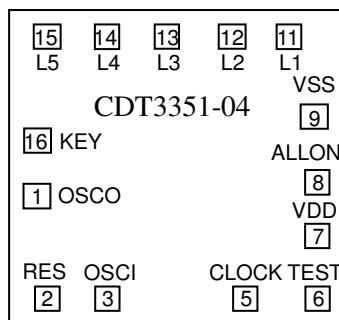 15 14 13 12 11
L5 L4 L3 L2 L1
VSS
CDT3351-04
9
16 KEY
ALLON
8
1 OSCO
VDD
7
RES OSCI CLOCK TEST
2 3 5 6